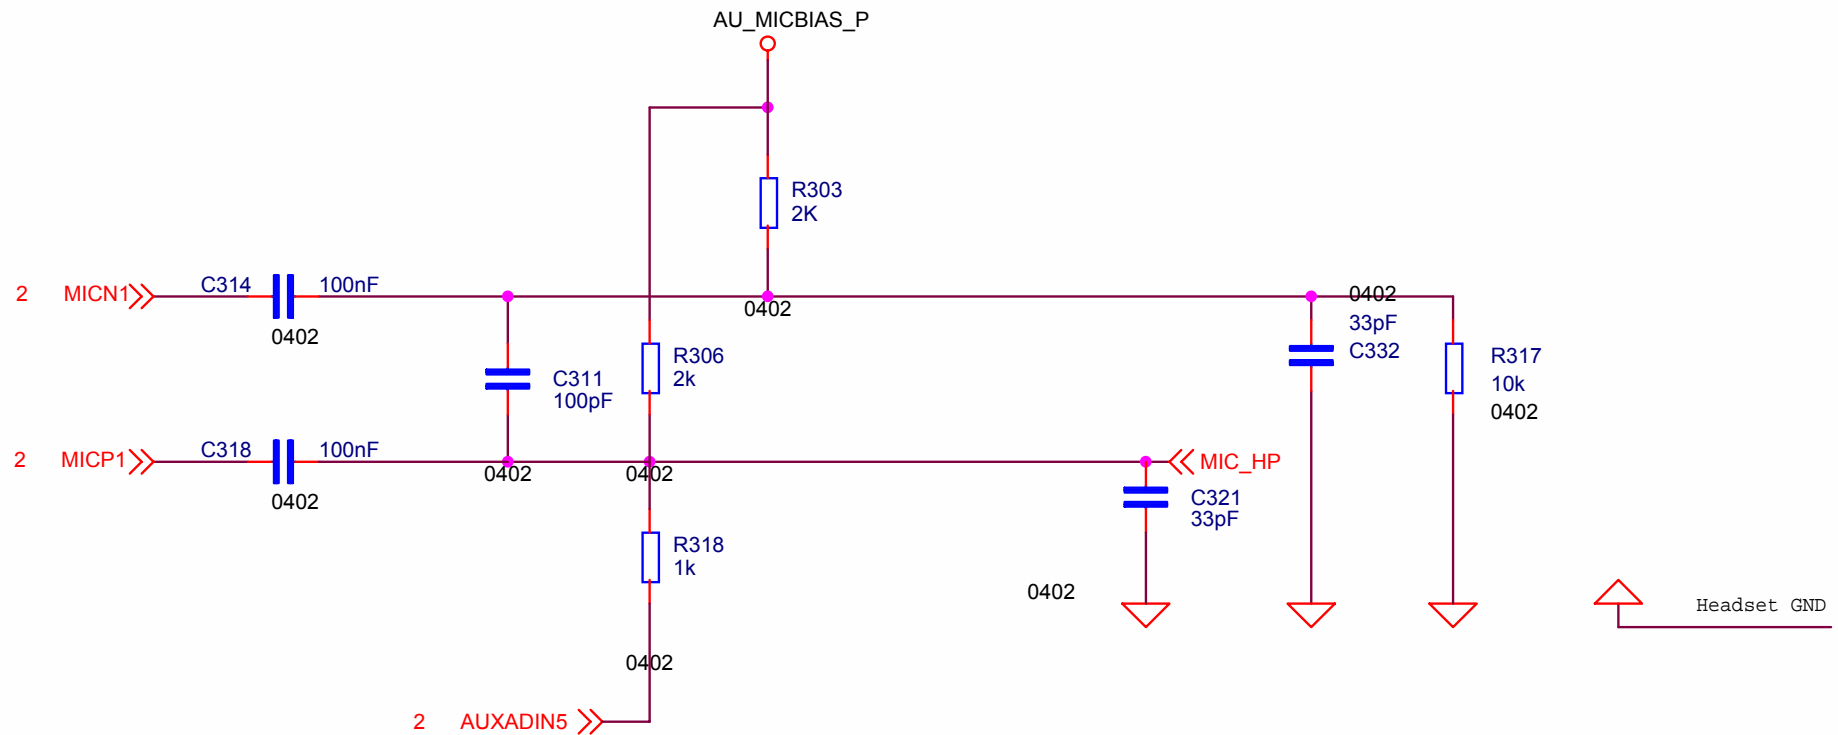 AU_MICBIAS_P
R303
2K
2 MICN1
C314
100nF
0402
0402
0402
33pF
C332
R306
2k
R317
10k
0402
C311
100pF
2 MICP1
C318
100nF
0402
0402
0402
MIC_HP
C321
33pF
R318
1k
0402
Headset GND
0402
2 AUXADIN5